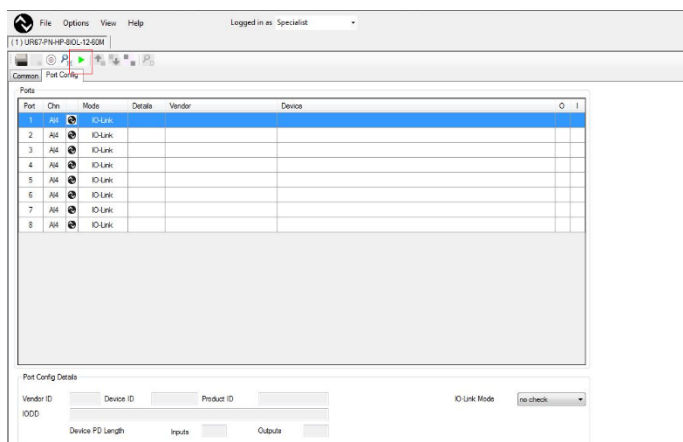 File Options View Help Logged in as Specialist
(1) UR67-PN-HP-8IOL-12-60M
Common Port Config
Ports
Port Chn Mode Details Vendor Device O I
1 AI4 IO-Link
2 AI4 IO-Link
3 AI4 IO-Link
4 AI4 IO-Link
5 AI4 IO-Link
6 AI4 IO-Link
7 AI4 IO-Link
8 AI4 IO-Link
Port Config Details
Vendor ID Device ID Product ID IO-Link Mode no check
IODD
Device PD Length Inputs Outputs